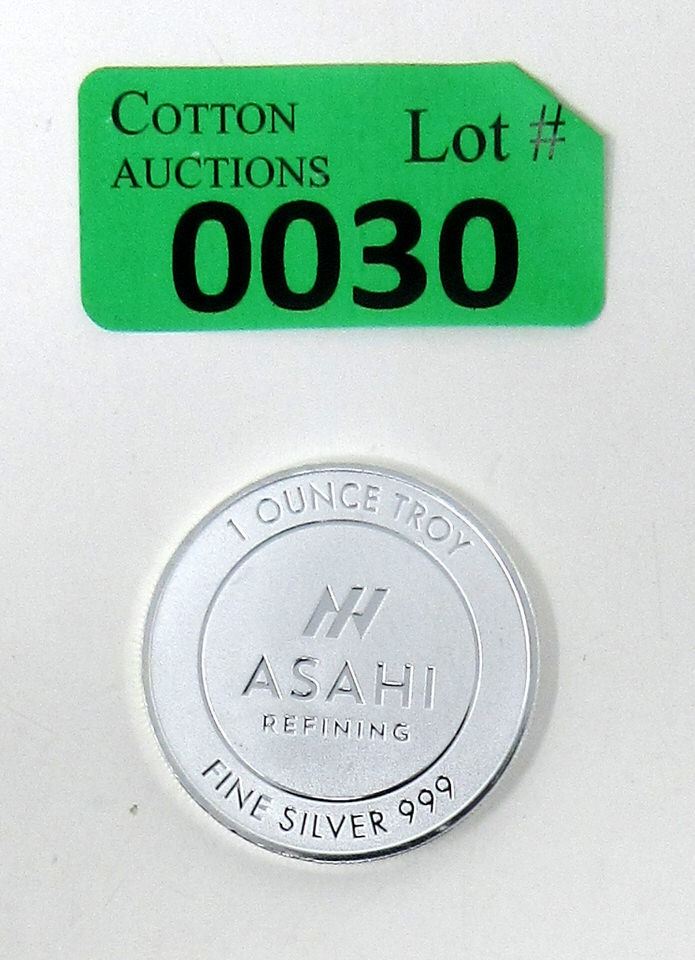 COTTON
AUCTIONS
Lot #
0030
1 OUNCE TROY
ASAHI
REFINING
FINE SILVER 999